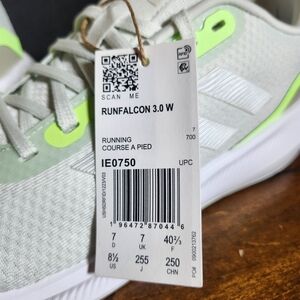 SCAN ME
RUNFALCON 3.0 W
RUNNING
COURSE A PIED
7
700
IE0750
UPC
1 96472 87044 6
7 7 40⅔
D UK F
8½ 255 250
US J CHN